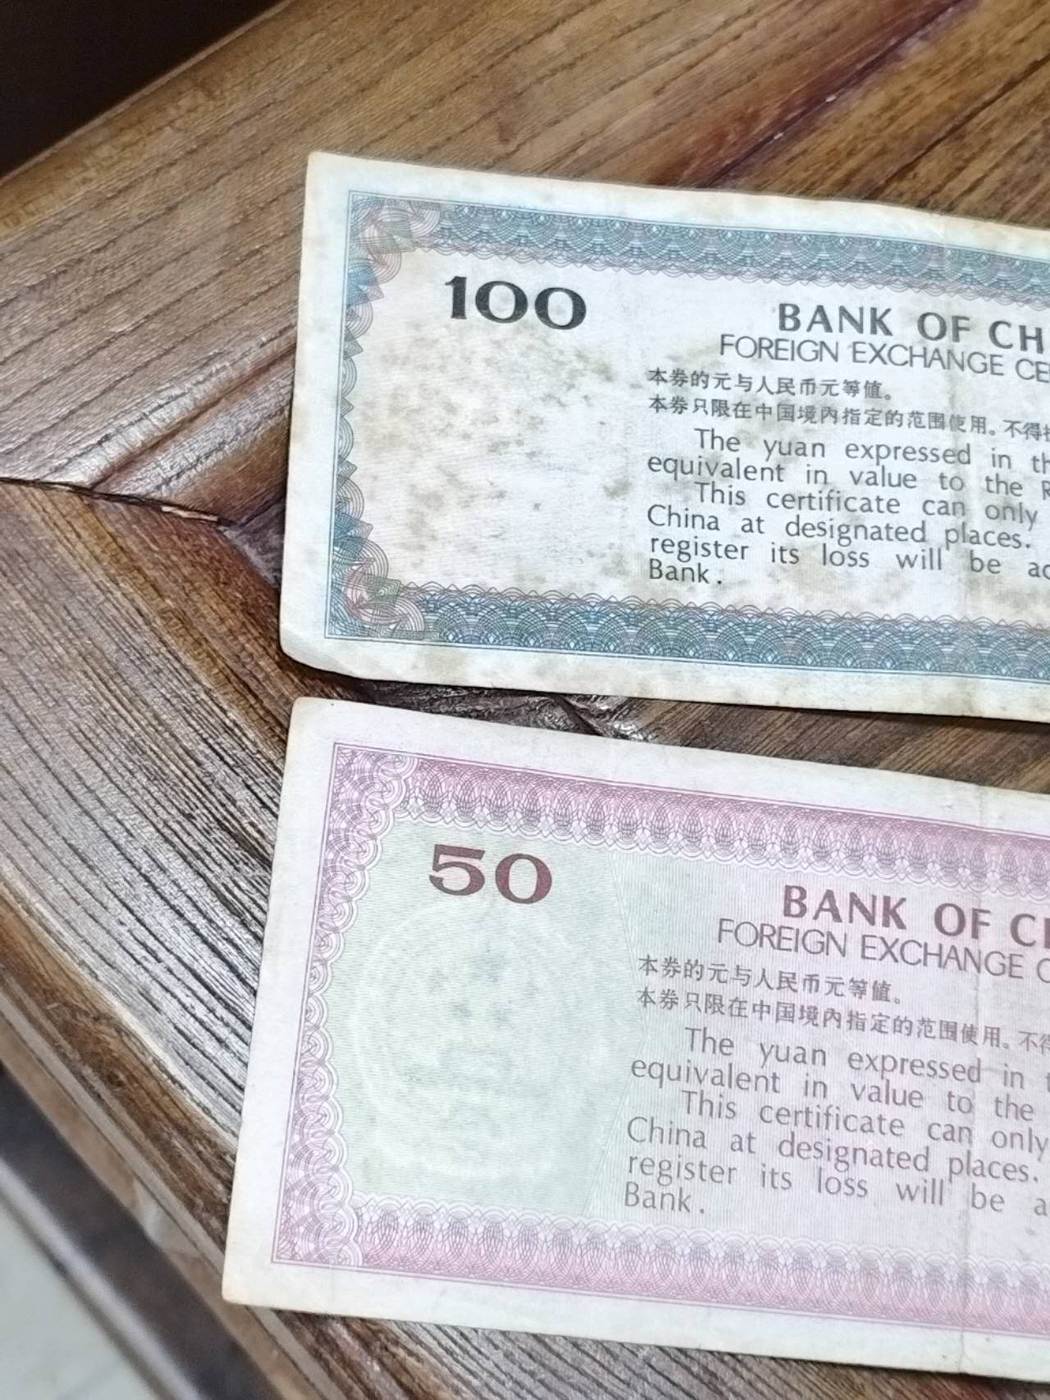 100
BANK OF CH
FOREIGN EXCHANGE CE
本券的元与人民币元等値。
本券只限在中国境内指定的范围使用。不得
The yuan expressed in th
equivalent in value to the R
This certificate can only
China at designated places.
register its loss will be ac
Bank.
50
BANK OF C
FOREIGN EXCHANGE C
本券的元与人民币元等値。
本券只限在中国境内指定的范围使用。不得
The yuan expressed in t
equivalent in value to the
This certificate can only
China at designated places.
register its loss will be a
Bank.